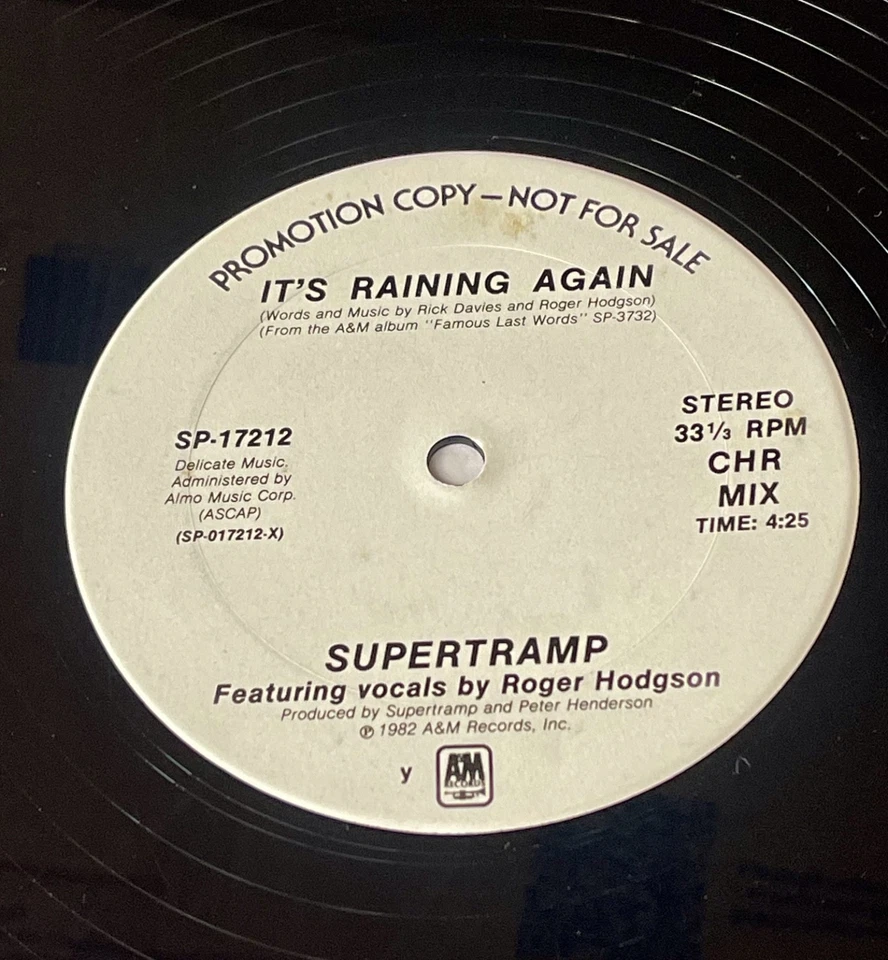 PROMOTION COPY — NOT FOR SALE
IT'S RAINING AGAIN
(Words and Music by Rick Davies and Roger Hodgson)
(From the A&M album "Famous Last Words" SP-3732)
SP-17212
Delicate Music.
Administered by
Almo Music Corp.
(ASCAP)
(SP-017212-X)
STEREO
33 1/3 RPM
CHR
MIX
TIME: 4:25
SUPERTRAMP
Featuring vocals by Roger Hodgson
Produced by Supertramp and Peter Henderson
℗ 1982 A&M Records, Inc.
y
A&M
RECORDS